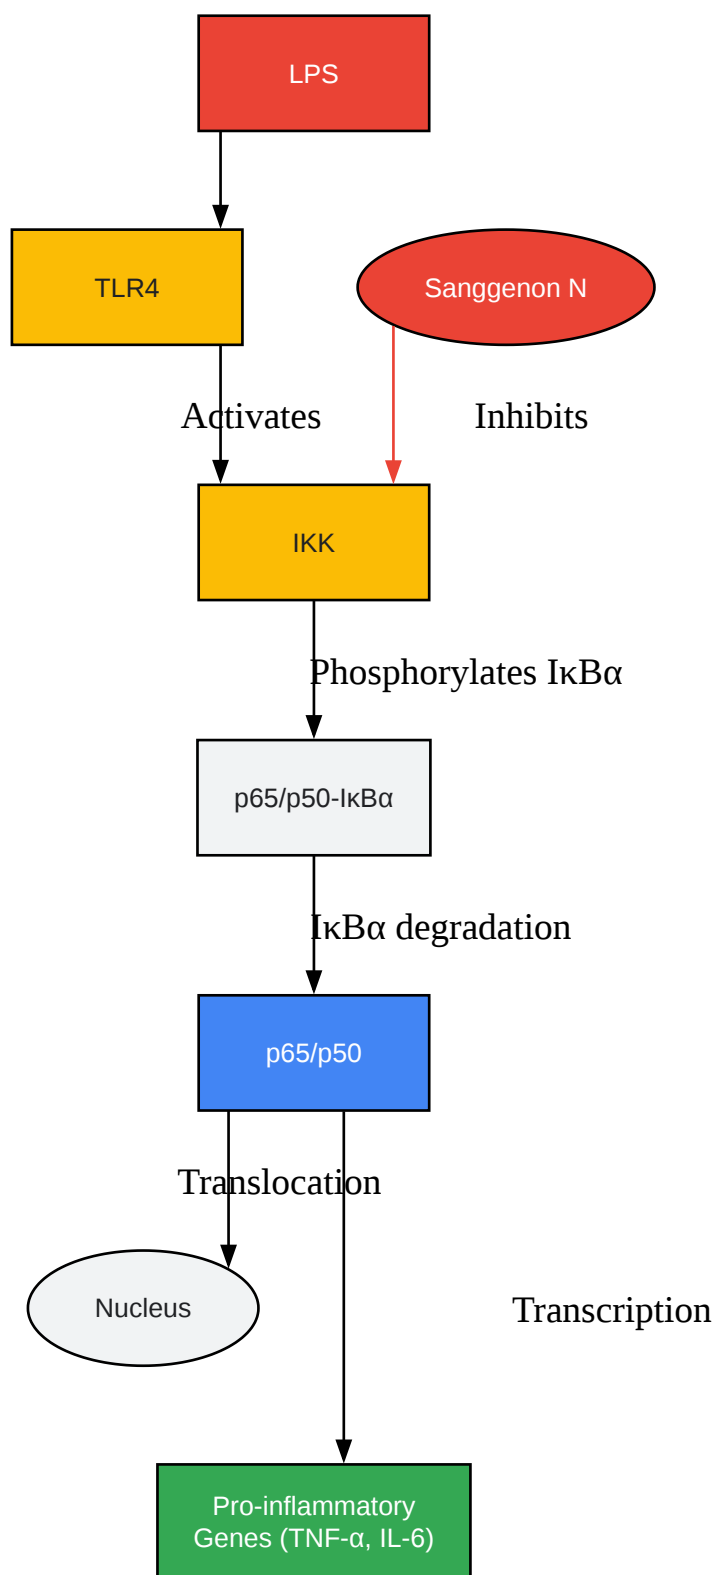 LPS
TLR4
Sanggenon N
Activates
Inhibits
IKK
Phosphorylates IκBα
p65/p50-IκBα
IκBα degradation
p65/p50
Translocation
Nucleus
Transcription
Pro-inflammatory
Genes (TNF-α, IL-6)